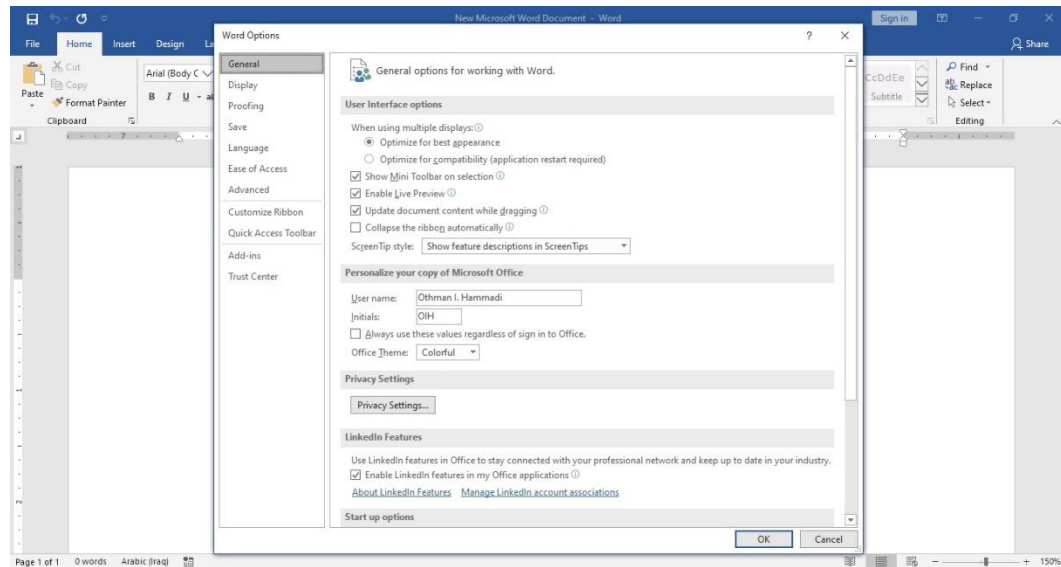 New Microsoft Word Document - Word
Sign in
File Home Insert Design
Share
Cut
Copy
Paste
Format Painter
Clipboard
Arial (Body C
B I U
CcDdEe
Subtitle
Find
Replace
Select
Editing
Word Options
General
Display
Proofing
Save
Language
Ease of Access
Advanced
Customize Ribbon
Quick Access Toolbar
Add-ins
Trust Center
General options for working with Word.
User Interface options
When using multiple displays:
Optimize for best appearance
Optimize for compatibility (application restart required)
Show Mini Toolbar on selection
Enable Live Preview
Update document content while dragging
Collapse the ribbon automatically
ScreenTip style: Show feature descriptions in ScreenTips
Personalize your copy of Microsoft Office
User name: Othman I. Hammadi
Initials: OIH
Always use these values regardless of sign in to Office.
Office Theme: Colorful
Privacy Settings
Privacy Settings...
LinkedIn Features
Use LinkedIn features in Office to stay connected with your professional network and keep up to date in your industry.
Enable LinkedIn features in my Office applications
About LinkedIn Features Manage LinkedIn account associations
Start up options
OK Cancel
Page 1 of 1 0 words Arabic (Iraq)
150%